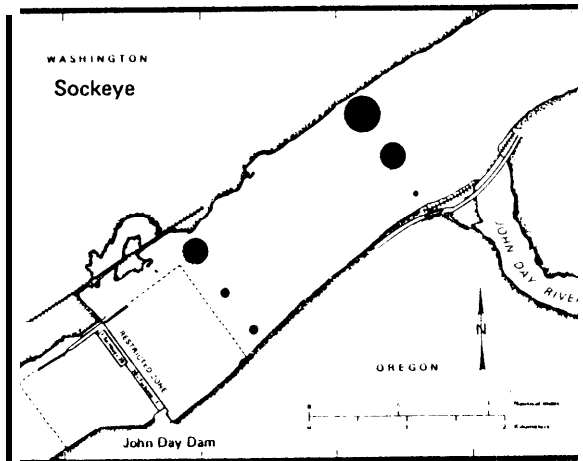 WASHINGTON
Sockeye
JOHN DAY RIVER
N
RESTRICTED ZONE
OREGON
John Day Dam